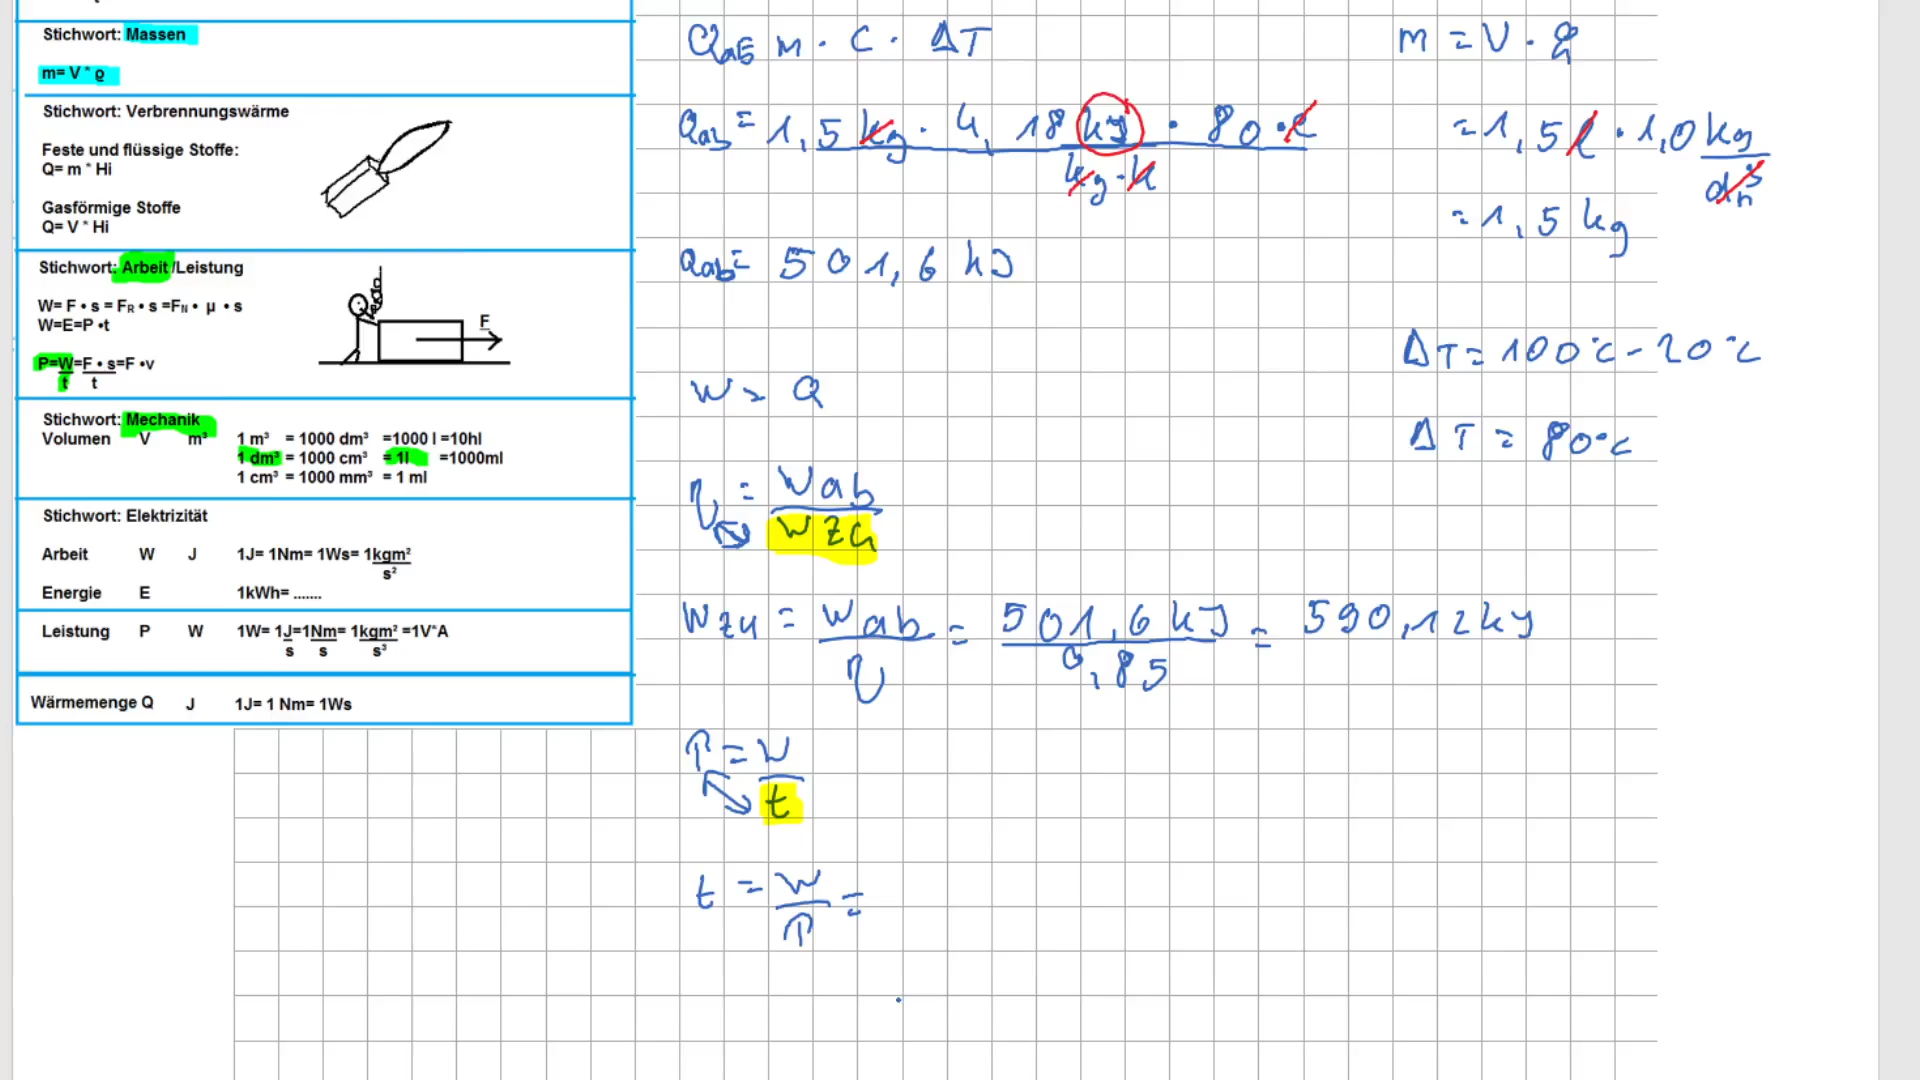 Stichwort: Massen
m= V * ϱ
Stichwort: Verbrennungswärme
Feste und flüssige Stoffe:
Q= m * Hi
Gasförmige Stoffe
Q= V * Hi
Stichwort: Arbeit /Leistung
W= F • s = FR • s =FN • µ • s
W=E=P •t
P=W=F • s=F •v
t t
F
Stichwort: Mechanik
Volumen V m³ 1 m³ = 1000 dm³ =1000 l =10hl
1 dm³ = 1000 cm³ = 1l =1000ml
1 cm³ = 1000 mm³ = 1 ml
Stichwort: Elektrizität
Arbeit W J 1J= 1Nm= 1Ws= 1kgm²
s²
Energie E 1kWh= .......
Leistung P W 1W= 1J=1Nm= 1kgm² =1V*A
s s s³
Wärmemenge Q J 1J= 1 Nm= 1Ws
Qab = m · c · ΔT
Qab = 1,5 kg · 4,18 kJ · 80 ·
kg · K
Qab = 501,6 kJ
W = Q
η = Wab
Wzu
Wzu = Wab = 501,6 kJ = 590,12 kJ
η 0,85
P = W
t
t = W =
P
m = V · ϱ
= 1,5 l · 1,0 kg
dm³
= 1,5 kg
ΔT = 100°C - 20°C
ΔT = 80°C